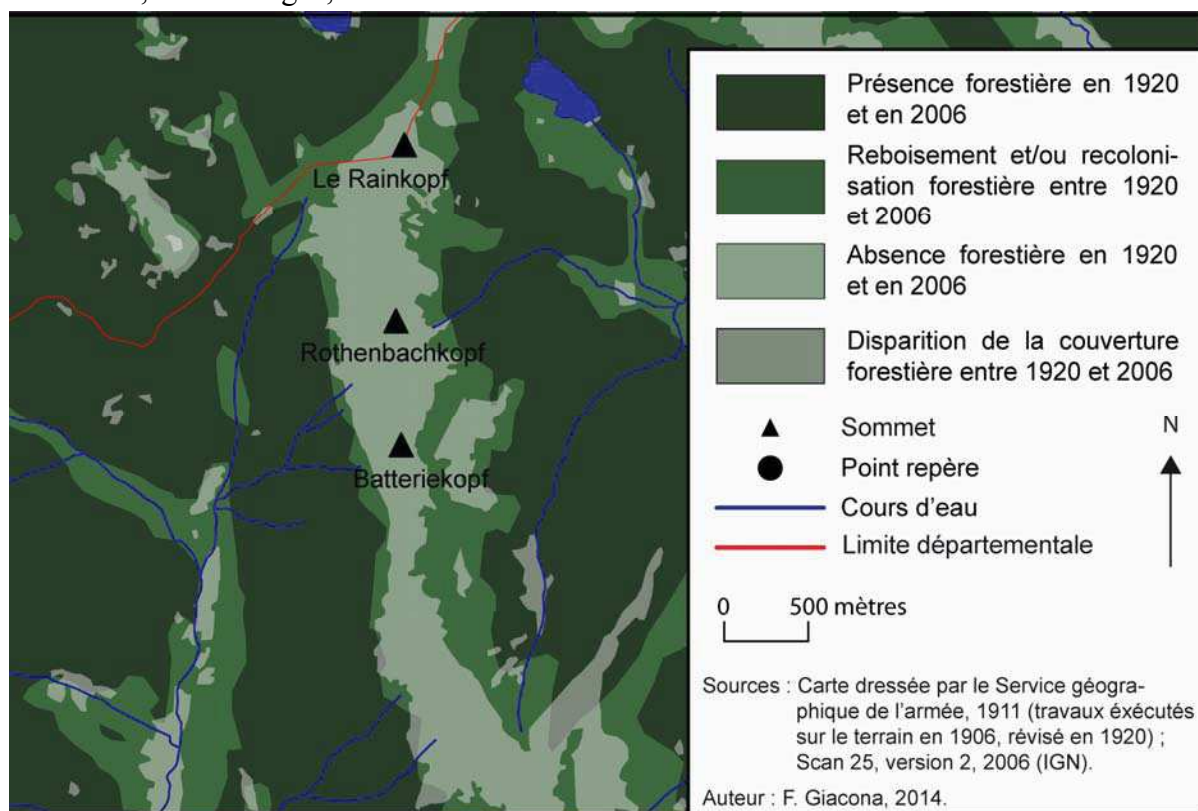 Le Rainkopf
Rothenbachkopf
Batteriekopf
Présence forestière en 1920
et en 2006
Reboisement et/ou recoloni-
sation forestière entre 1920
et 2006
Absence forestière en 1920
et en 2006
Disparition de la couverture
forestière entre 1920 et 2006
Sommet
N
Point repère
Cours d'eau
Limite départementale
0 500 mètres
Sources : Carte dressée par le Service géogra-
phique de l'armée, 1911 (travaux éxécutés
sur le terrain en 1906, révisé en 1920) ;
Scan 25, version 2, 2006 (IGN).
Auteur : F. Giacona, 2014.